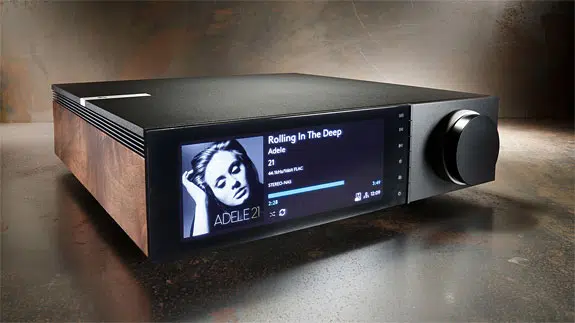 Rolling In The Deep
Adele
21
44.1kHz/16bit FLAC
STEREO-NAS
2:28
3:49
12:09
ADELE 21